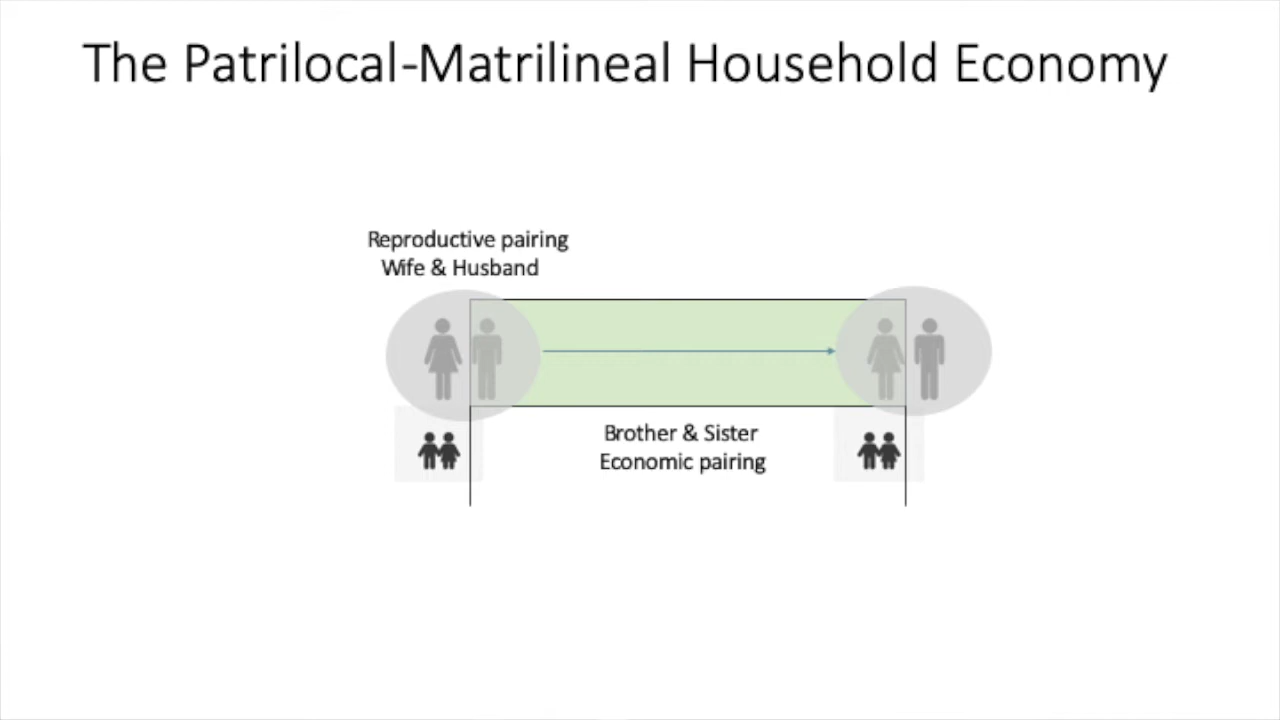 The Patrilocal-Matrilineal Household Economy
Reproductive pairing
Wife & Husband
Brother & Sister
Economic pairing